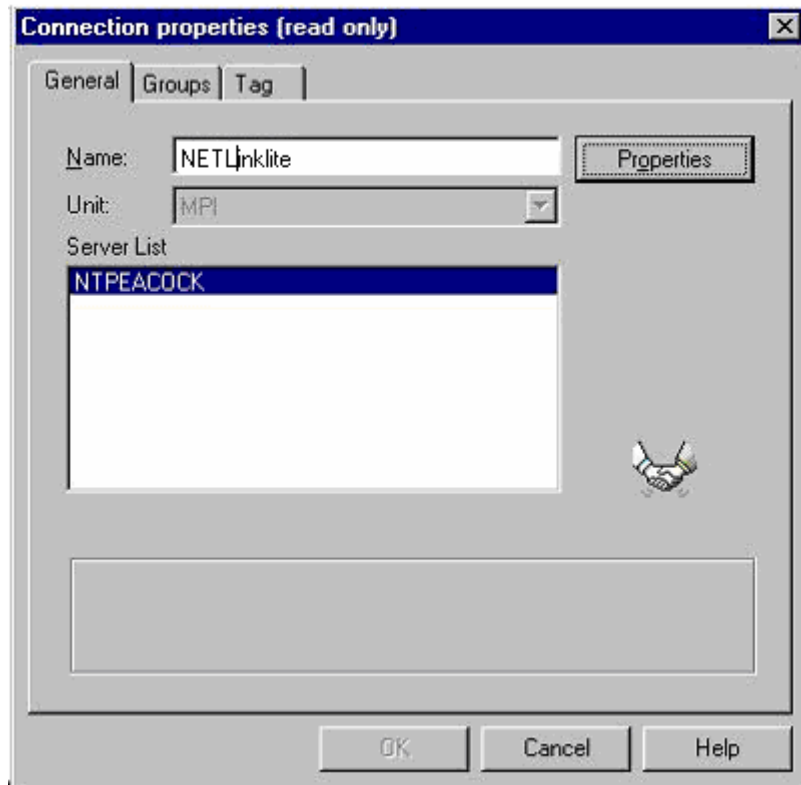 Connection properties (read only)
General Groups Tag
Name: NETLinklite Properties
Unit: MPI
Server List
NTPEACOCK
OK Cancel Help